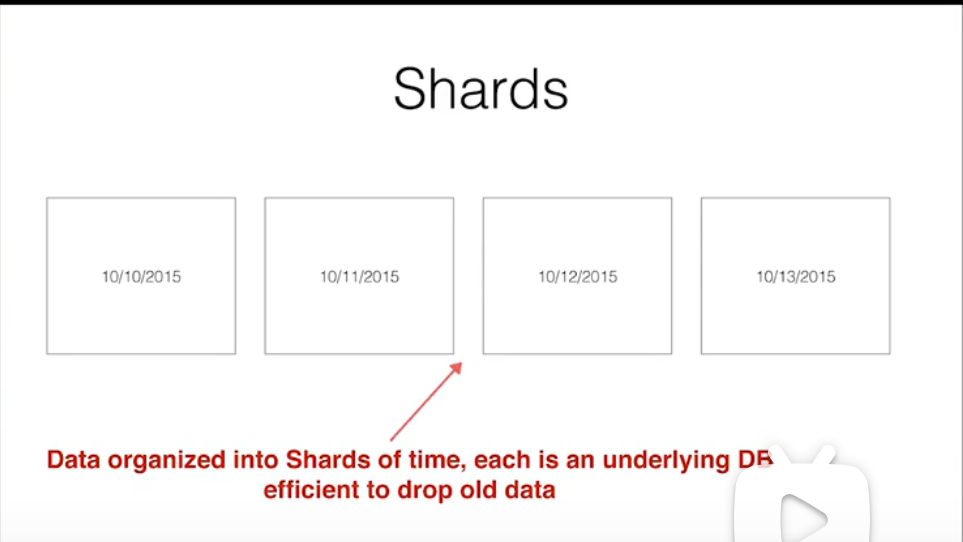 Shards
10/10/2015
10/11/2015
10/12/2015
10/13/2015
Data organized into Shards of time, each is an underlying DB
efficient to drop old data